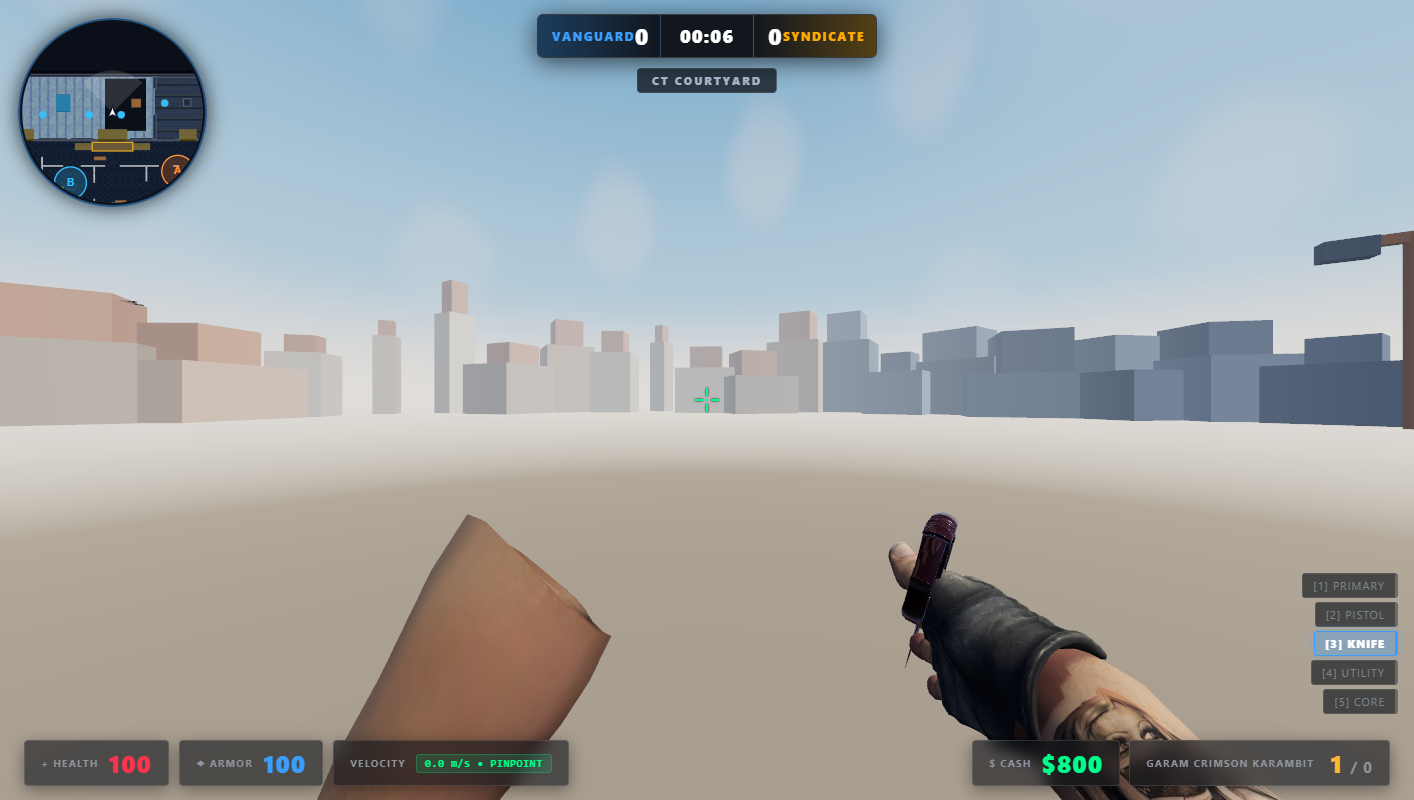 VANGUARD 0 00:06 0 SYNDICATE
CT COURTYARD
B A
[1] PRIMARY
[2] PISTOL
[3] KNIFE
[4] UTILITY
[5] CORE
+ HEALTH 100 ◆ ARMOR 100 VELOCITY 0.0 m/s • PINPOINT $ CASH $800 GARAM CRIMSON KARAMBIT 1 / 0